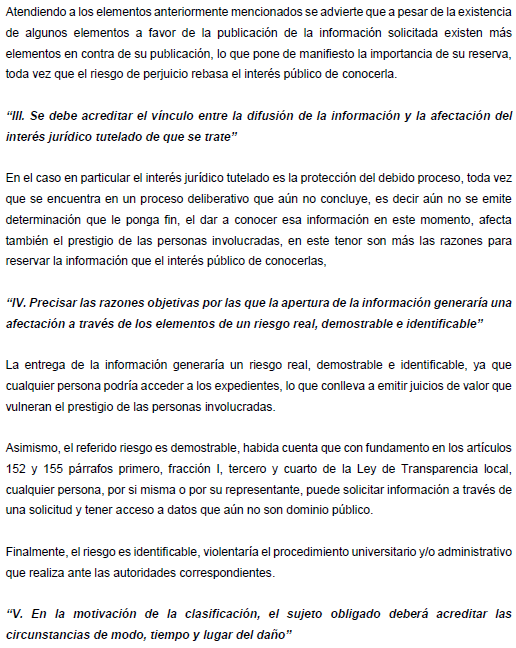 Atendiendo a los elementos anteriormente mencionados se advierte que a pesar de la existencia
de algunos elementos a favor de la publicación de la información solicitada existen más
elementos en contra de su publicación, lo que pone de manifiesto la importancia de su reserva,
toda vez que el riesgo de perjuicio rebasa el interés público de conocerla.
“III. Se debe acreditar el vínculo entre la difusión de la información y la afectación del
interés jurídico tutelado de que se trate”
En el caso en particular el interés jurídico tutelado es la protección del debido proceso, toda vez
que se encuentra en un proceso deliberativo que aún no concluye, es decir aún no se emite
determinación que le ponga fin, el dar a conocer esa información en este momento, afecta
también el prestigio de las personas involucradas, en este tenor son más las razones para
reservar la información que el interés público de conocerlas,
“IV. Precisar las razones objetivas por las que la apertura de la información generaría una
afectación a través de los elementos de un riesgo real, demostrable e identificable”
La entrega de la información generaría un riesgo real, demostrable e identificable, ya que
cualquier persona podría acceder a los expedientes, lo que conlleva a emitir juicios de valor que
vulneran el prestigio de las personas involucradas.
Asimismo, el referido riesgo es demostrable, habida cuenta que con fundamento en los artículos
152 y 155 párrafos primero, fracción I, tercero y cuarto de la Ley de Transparencia local,
cualquier persona, por si misma o por su representante, puede solicitar información a través de
una solicitud y tener acceso a datos que aún no son dominio público.
Finalmente, el riesgo es identificable, violentaría el procedimiento universitario y/o administrativo
que realiza ante las autoridades correspondientes.
“V. En la motivación de la clasificación, el sujeto obligado deberá acreditar las
circunstancias de modo, tiempo y lugar del daño”